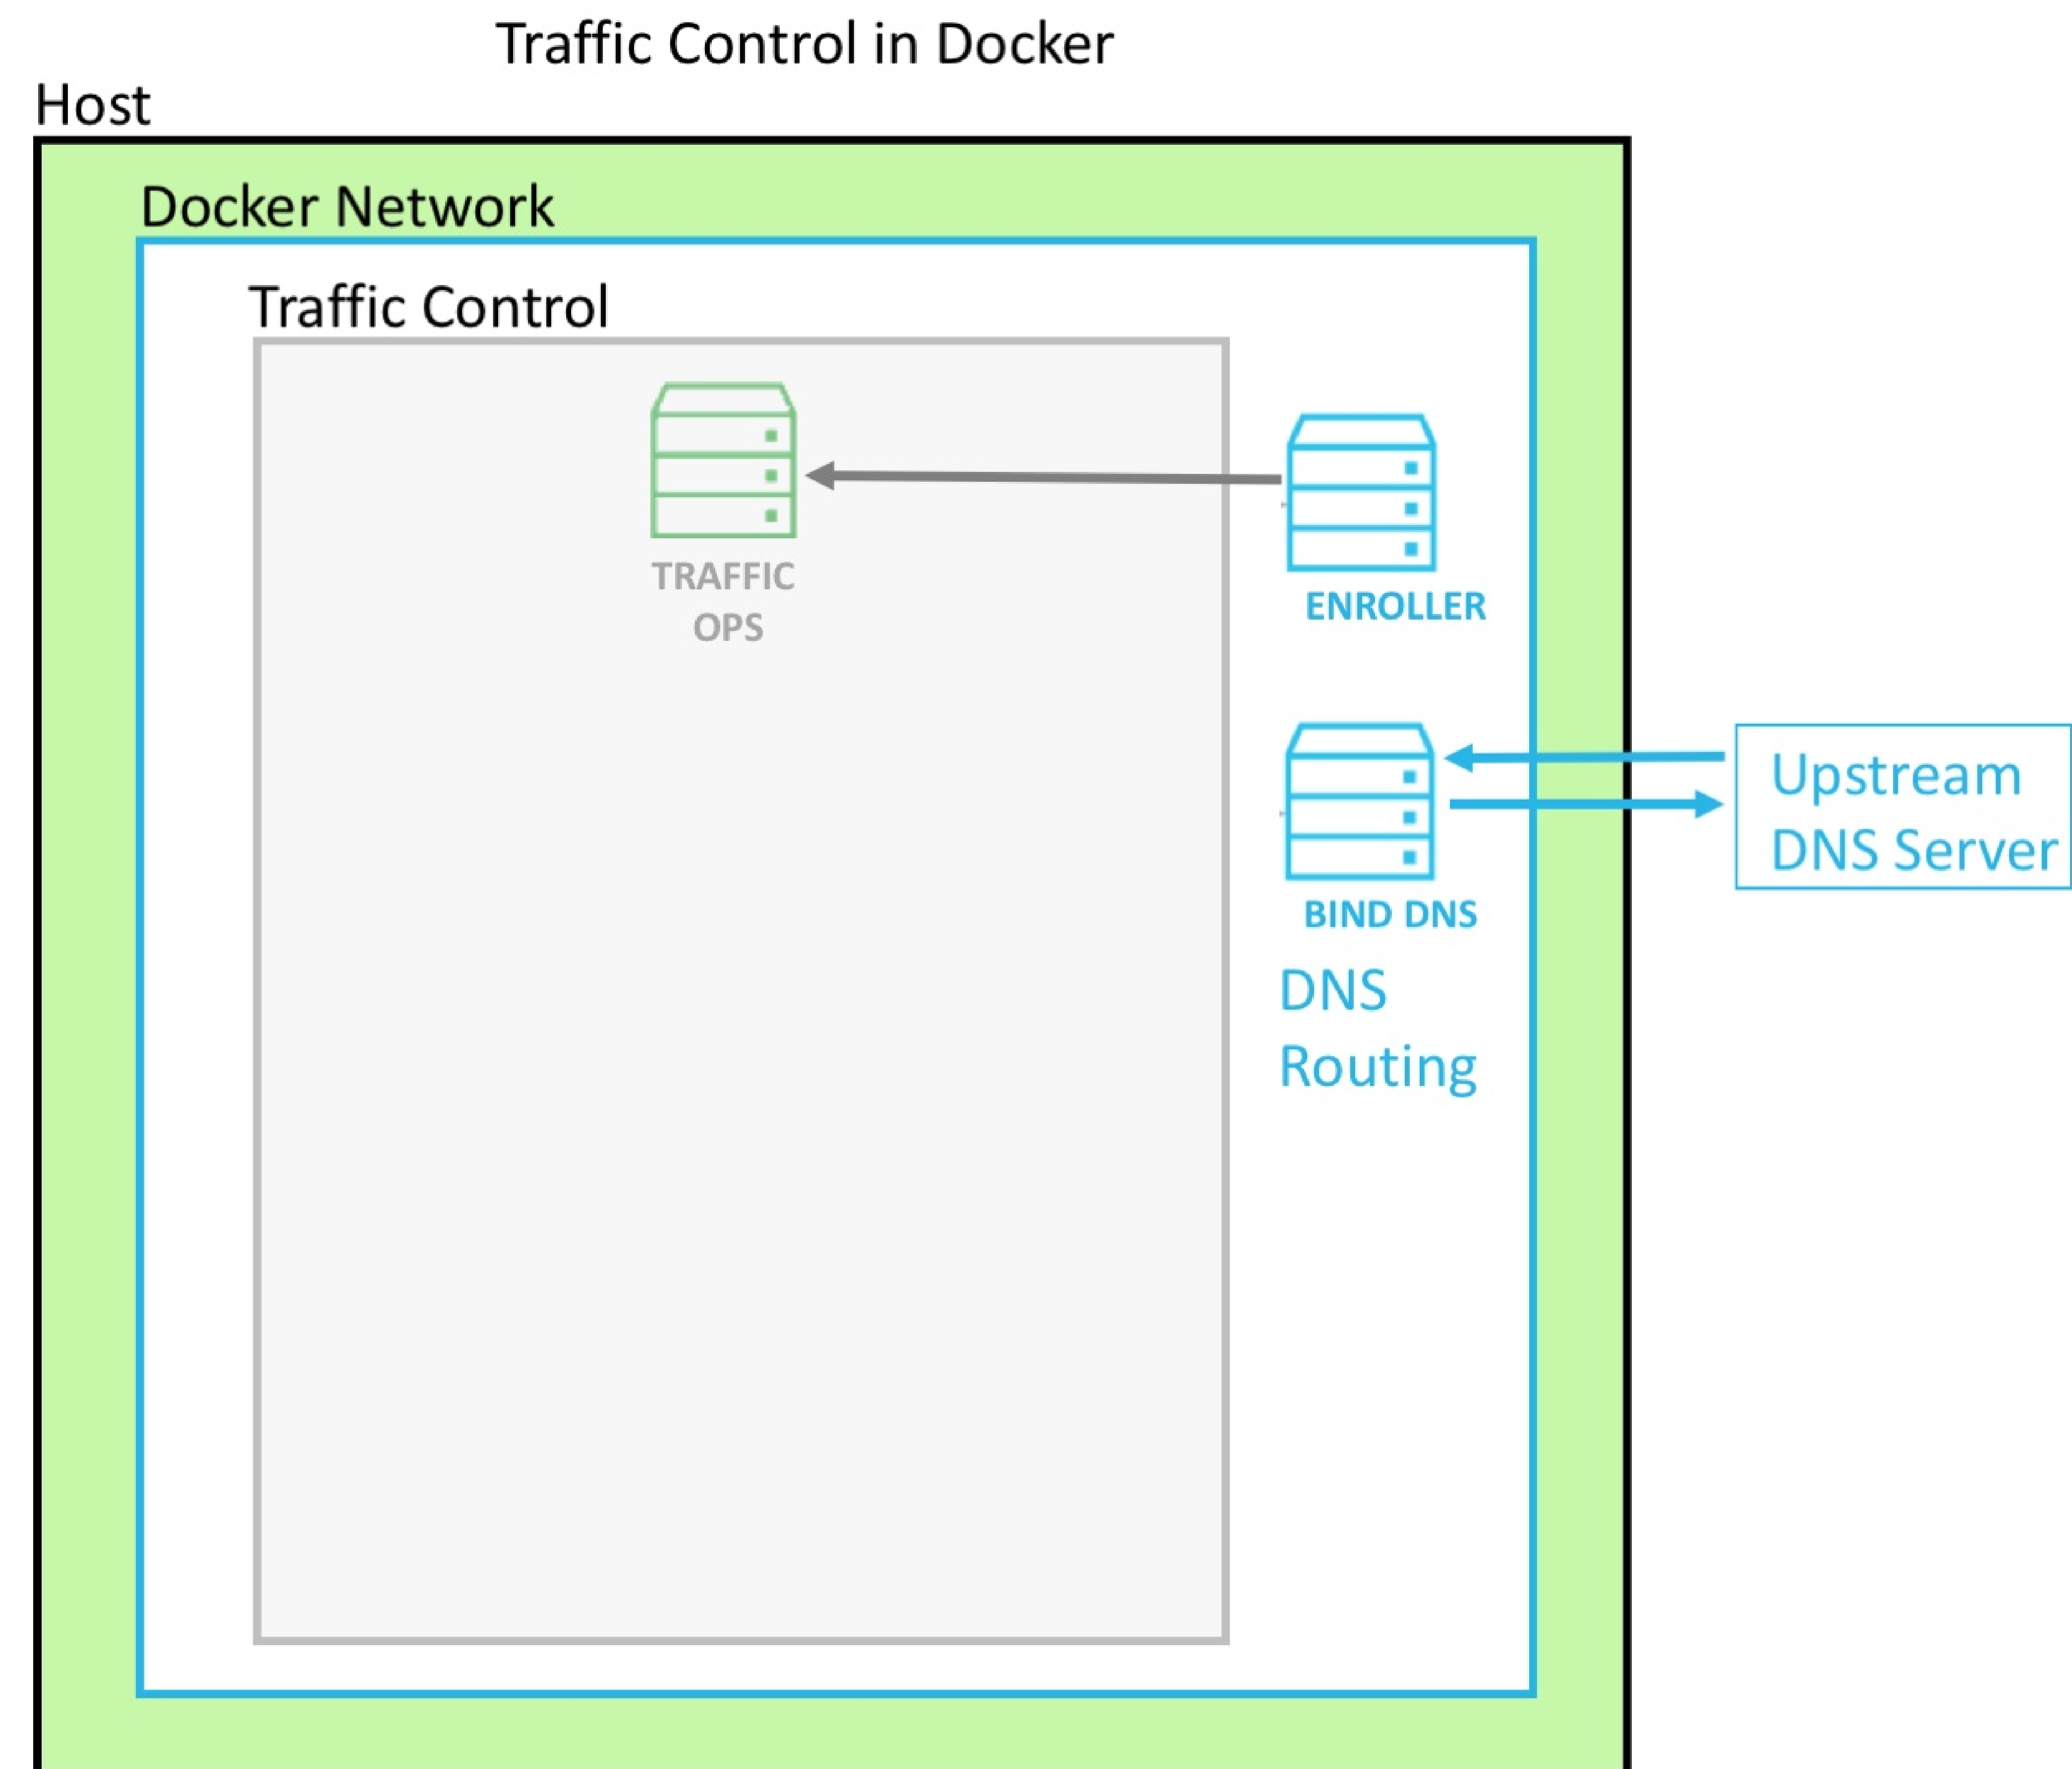 Traffic Control in Docker
Host
Docker Network
Traffic Control
TRAFFIC
OPS
ENROLLER
Upstream
DNS Server
BIND DNS
DNS
Routing